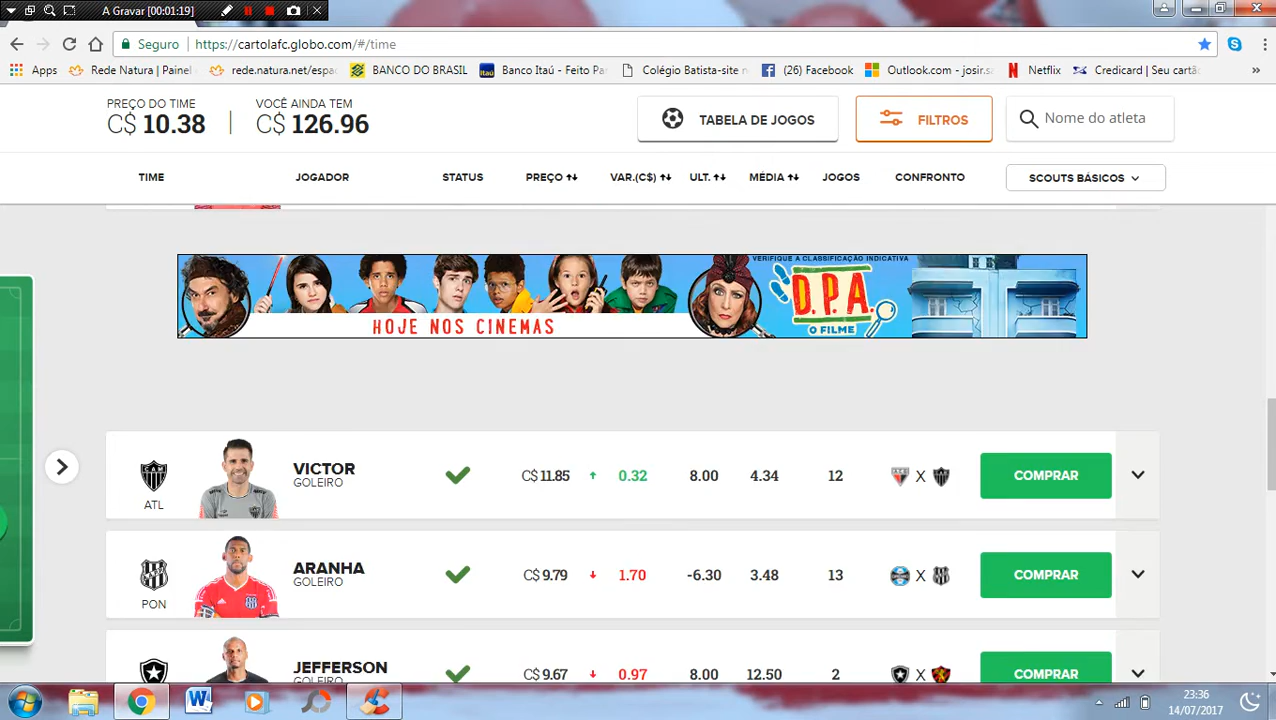 A Gravar [00:01:19]
Seguro https://cartolafc.globo.com/#/time
Apps Rede Natura | Painel rede.natura.net/espa BANCO DO BRASIL Banco Itaú - Feito Pa Colégio Batista-site n (26) Facebook Outlook.com - josir.s Netflix Credicard | Seu cartã »
PREÇO DO TIME
C$ 10.38
VOCÊ AINDA TEM
C$ 126.96
TABELA DE JOGOS
FILTROS
Nome do atleta
TIME JOGADOR STATUS PREÇO VAR.(C$) ULT. MÉDIA JOGOS CONFRONTO SCOUTS BÁSICOS
VERIFIQUE A CLASSIFICAÇÃO INDICATIVA
D.P.A.
O FILME
HOJE NOS CINEMAS
ATL
VICTOR
GOLEIRO
C$ 11.85 0.32 8.00 4.34 12 X COMPRAR
PON
ARANHA
GOLEIRO
C$ 9.79 1.70 -6.30 3.48 13 X COMPRAR
JEFFERSON
GOLEIRO
C$ 9.67 0.97 8.00 12.50 2 X COMPRAR
23:36
14/07/2017